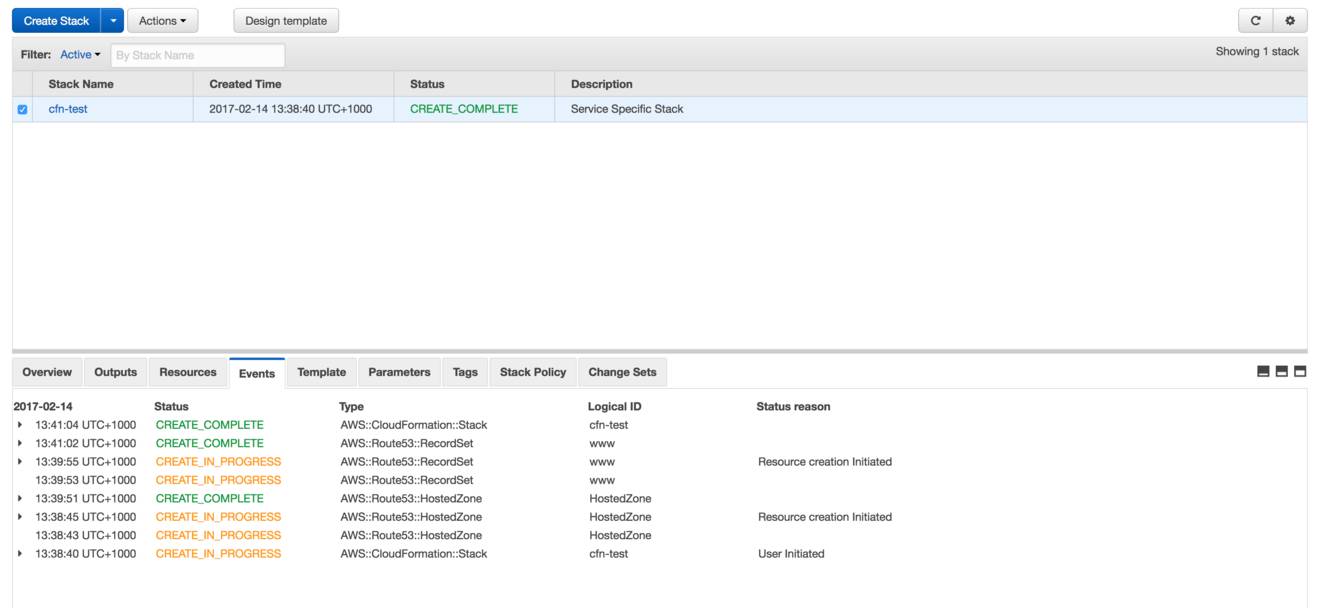 Create Stack Actions Design template
Filter: Active By Stack Name Showing 1 stack
Stack Name Created Time Status Description
cfn-test 2017-02-14 13:38:40 UTC+1000 CREATE_COMPLETE Service Specific Stack
Overview Outputs Resources Events Template Parameters Tags Stack Policy Change Sets
2017-02-14 Status Type Logical ID Status reason
13:41:04 UTC+1000 CREATE_COMPLETE AWS::CloudFormation::Stack cfn-test
13:41:02 UTC+1000 CREATE_COMPLETE AWS::Route53::RecordSet www
13:39:55 UTC+1000 CREATE_IN_PROGRESS AWS::Route53::RecordSet www Resource creation Initiated
13:39:53 UTC+1000 CREATE_IN_PROGRESS AWS::Route53::RecordSet www
13:39:51 UTC+1000 CREATE_COMPLETE AWS::Route53::HostedZone HostedZone
13:38:45 UTC+1000 CREATE_IN_PROGRESS AWS::Route53::HostedZone HostedZone Resource creation Initiated
13:38:43 UTC+1000 CREATE_IN_PROGRESS AWS::Route53::HostedZone HostedZone
13:38:40 UTC+1000 CREATE_IN_PROGRESS AWS::CloudFormation::Stack cfn-test User Initiated